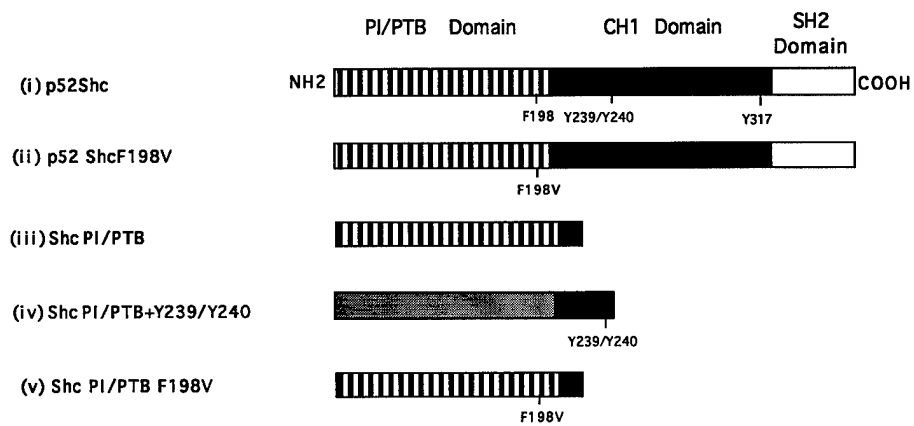 PI/PTB Domain CH1 Domain SH2 Domain
(i) p52Shc NH2 COOH
F198 Y239/Y240 Y317
(ii) p52 ShcF198V
F198V
(iii) Shc PI/PTB
(iv) Shc PI/PTB+Y239/Y240
Y239/Y240
(v) Shc PI/PTB F198V
F198V